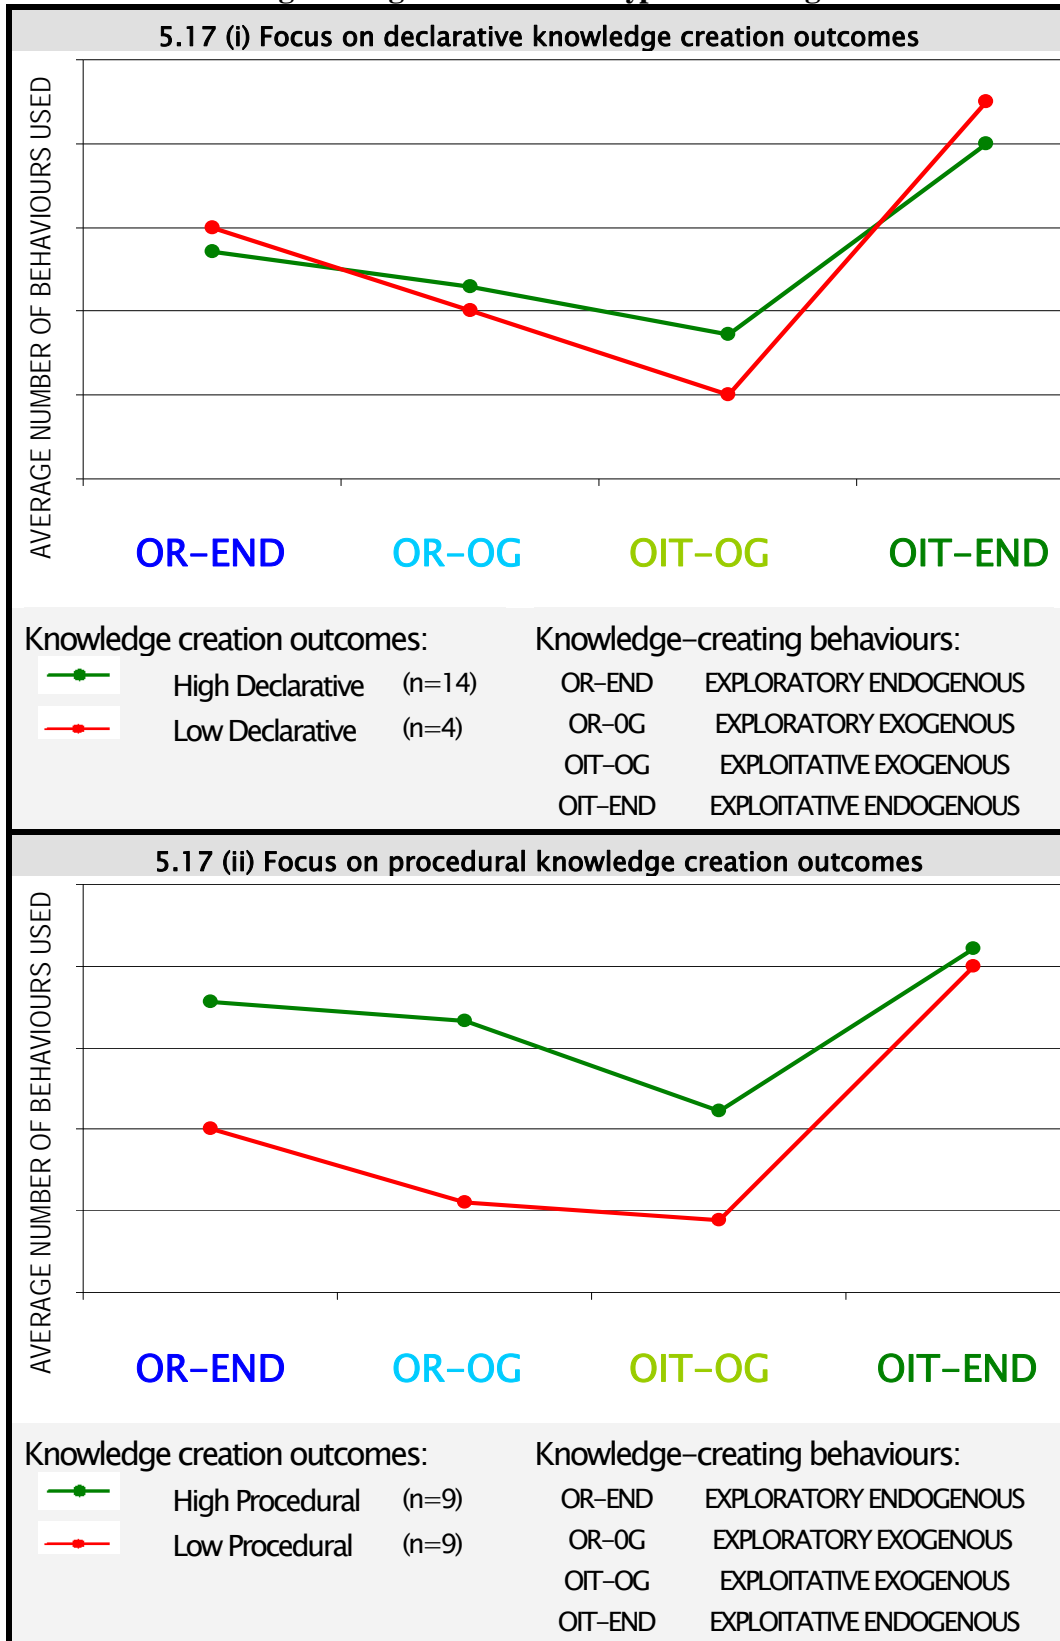 5.17 (i) Focus on declarative knowledge creation outcomes
AVERAGE NUMBER OF BEHAVIOURS USED
OR-END OR-OG OIT-OG OIT-END
Knowledge creation outcomes: Knowledge-creating behaviours:
High Declarative (n=14) OR-END EXPLORATORY ENDOGENOUS
Low Declarative (n=4) OR-0G EXPLORATORY EXOGENOUS
OIT-OG EXPLOITATIVE EXOGENOUS
OIT-END EXPLOITATIVE ENDOGENOUS
5.17 (ii) Focus on procedural knowledge creation outcomes
AVERAGE NUMBER OF BEHAVIOURS USED
OR-END OR-OG OIT-OG OIT-END
Knowledge creation outcomes: Knowledge-creating behaviours:
High Procedural (n=9) OR-END EXPLORATORY ENDOGENOUS
Low Procedural (n=9) OR-0G EXPLORATORY EXOGENOUS
OIT-OG EXPLOITATIVE EXOGENOUS
OIT-END EXPLOITATIVE ENDOGENOUS